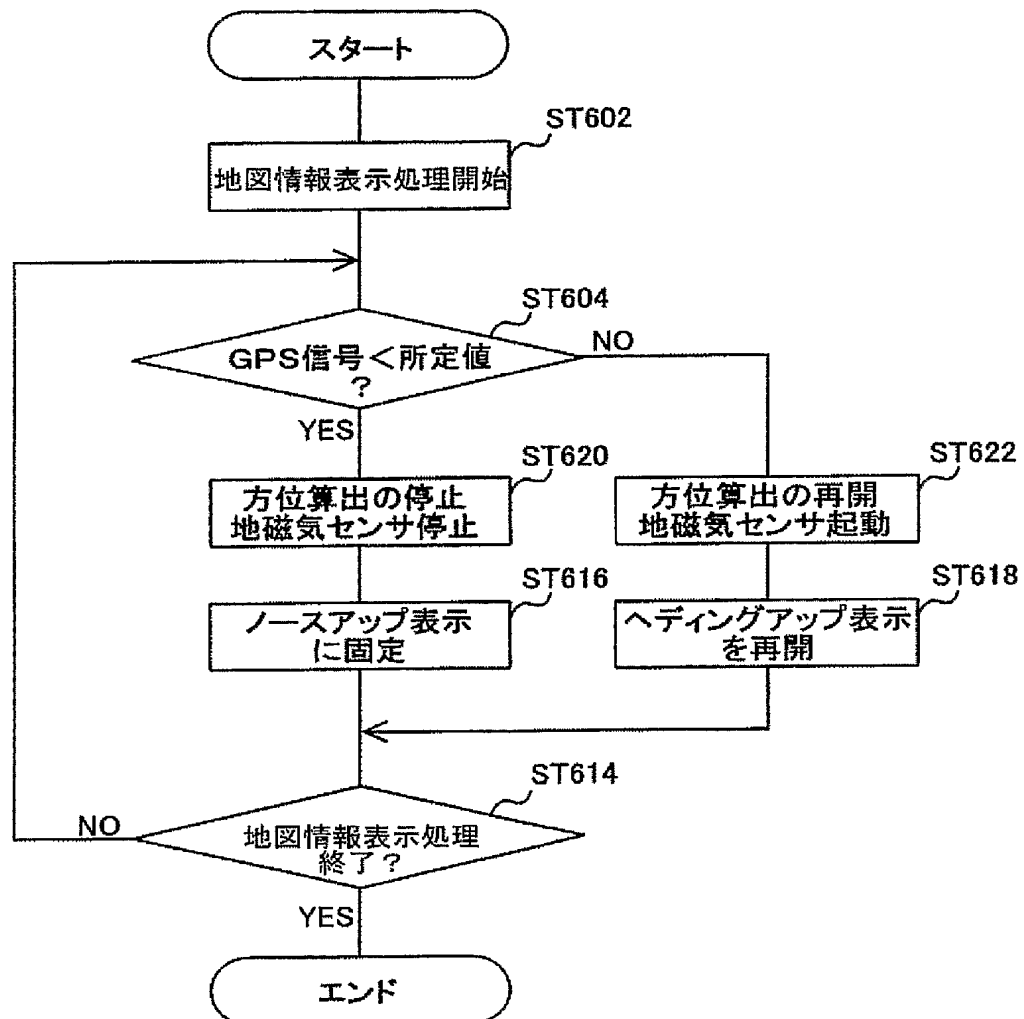 スタート
ST602
地図情報表示処理開始
ST604
GPS信号<所定値
?
NO
YES
ST620
方位算出の停止
地磁気センサ停止
ST622
方位算出の再開
地磁気センサ起動
ST616
ノースアップ表示
に固定
ST618
ヘディングアップ表示
を再開
ST614
地図情報表示処理
終了?
NO
YES
エンド